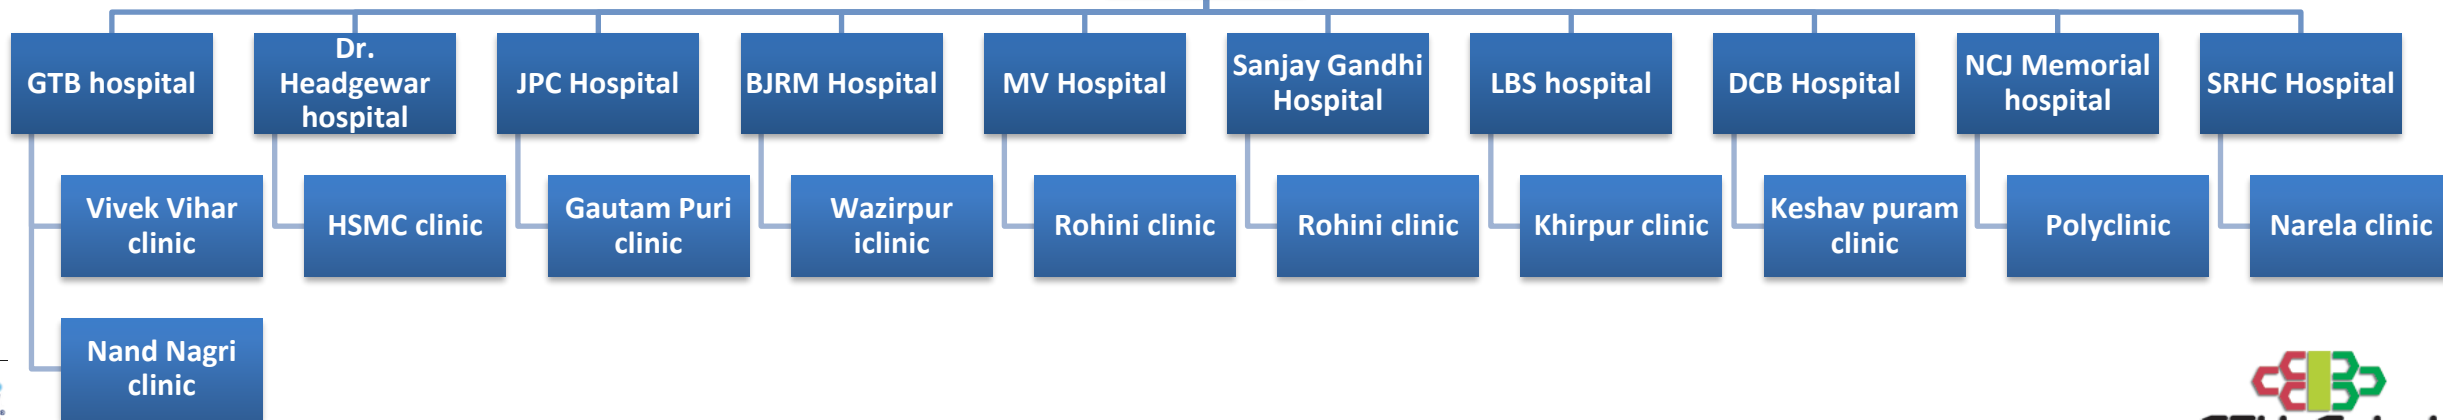 GTB hospital
Dr.
Headgewar
hospital
JPC Hospital
BJRM Hospital
MV Hospital
Sanjay Gandhi
Hospital
LBS hospital
DCB Hospital
NCJ Memorial
hospital
SRHC Hospital
Vivek Vihar
clinic
HSMC clinic
Gautam Puri
clinic
Wazirpur
iclinic
Rohini clinic
Rohini clinic
Khirpur clinic
Keshav puram
clinic
Polyclinic
Narela clinic
Nand Nagri
clinic